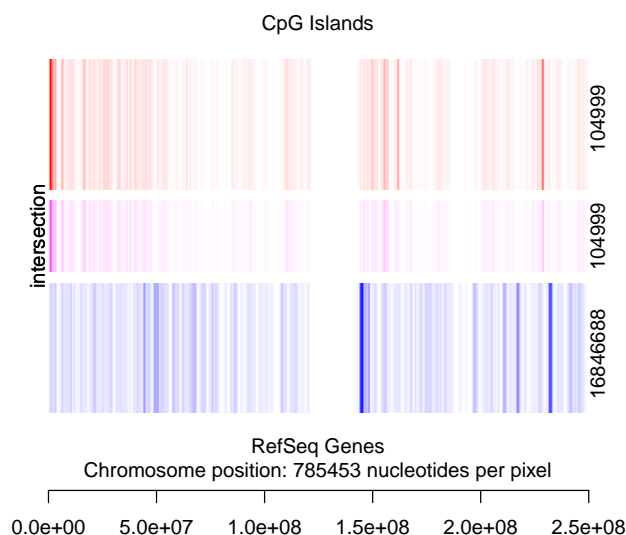 CpG Islands
104999
intersection
104999
16846688
RefSeq Genes
Chromosome position: 785453 nucleotides per pixel
0.0e+00 5.0e+07 1.0e+08 1.5e+08 2.0e+08 2.5e+08